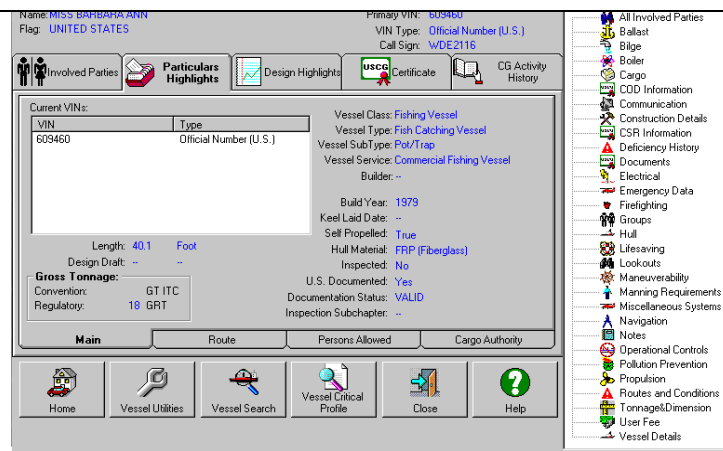 Name: MISS BARBARA ANN
Primary VIN: 609460
Flag: UNITED STATES
VIN Type: Official Number (U.S.)
Call Sign: WDE2116
Involved Parties
Particulars Highlights
Design Highlights
USCG Certificate
CG Activity History
Current VINs:
VIN Type
609460 Official Number (U.S.)
Length: 40.1 Foot
Design Draft: -- --
Gross Tonnage:
Convention: GT ITC
Regulatory: 18 GRT
Vessel Class: Fishing Vessel
Vessel Type: Fish Catching Vessel
Vessel SubType: Pot/Trap
Vessel Service: Commercial Fishing Vessel
Builder: --
Build Year: 1979
Keel Laid Date: --
Self Propelled: True
Hull Material: FRP (Fiberglass)
Inspected: No
U.S. Documented: Yes
Documentation Status: VALID
Inspection Subchapter: --
Main Route Persons Allowed Cargo Authority
Home
Vessel Utilities
Vessel Search
Vessel Critical Profile
Close
Help
All Involved Parties
Ballast
Bilge
Boiler
Cargo
COD Information
Communication
Construction Details
CSR Information
Deficiency History
Documents
Electrical
Emergency Data
Firefighting
Groups
Hull
Lifesaving
Lookouts
Maneuverability
Manning Requirements
Miscellaneous Systems
Navigation
Notes
Operational Controls
Pollution Prevention
Propulsion
Routes and Conditions
Tonnage&Dimension
User Fee
Vessel Details